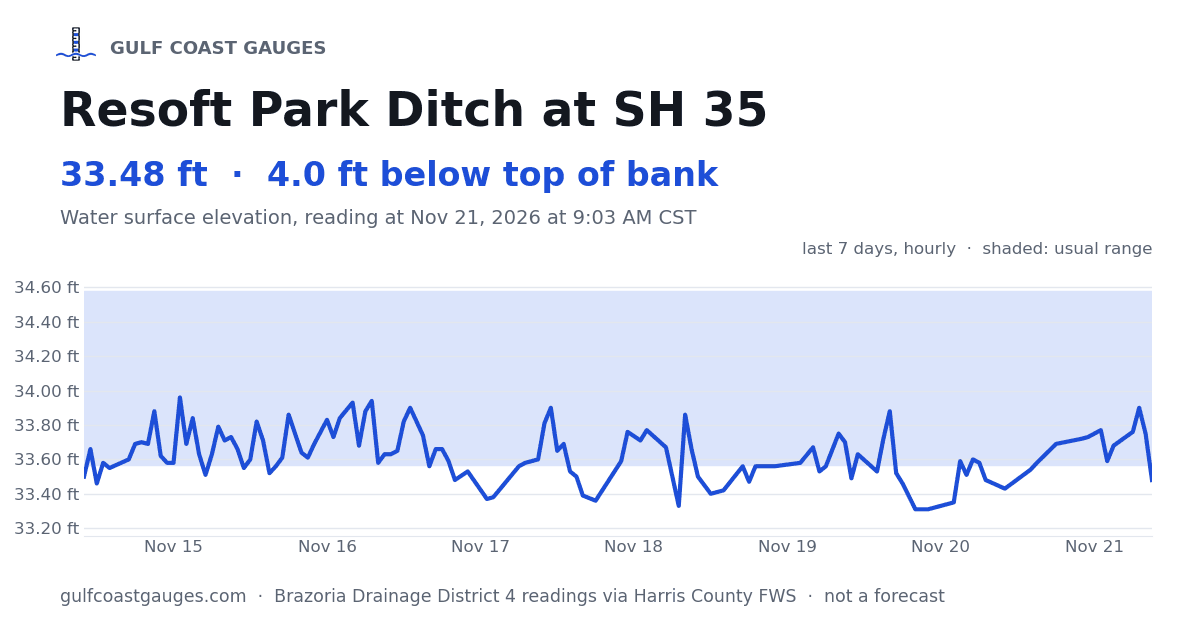 GULF COAST GAUGES
Resoft Park Ditch at SH 35
33.48 ft · 4.0 ft below top of bank
Water surface elevation, reading at Nov 21, 2026 at 9:03 AM CST
last 7 days, hourly · shaded: usual range
34.60 ft
34.40 ft
34.20 ft
34.00 ft
33.80 ft
33.60 ft
33.40 ft
33.20 ft
Nov 15 Nov 16 Nov 17 Nov 18 Nov 19 Nov 20 Nov 21
gulfcoastgauges.com · Brazoria Drainage District 4 readings via Harris County FWS · not a forecast